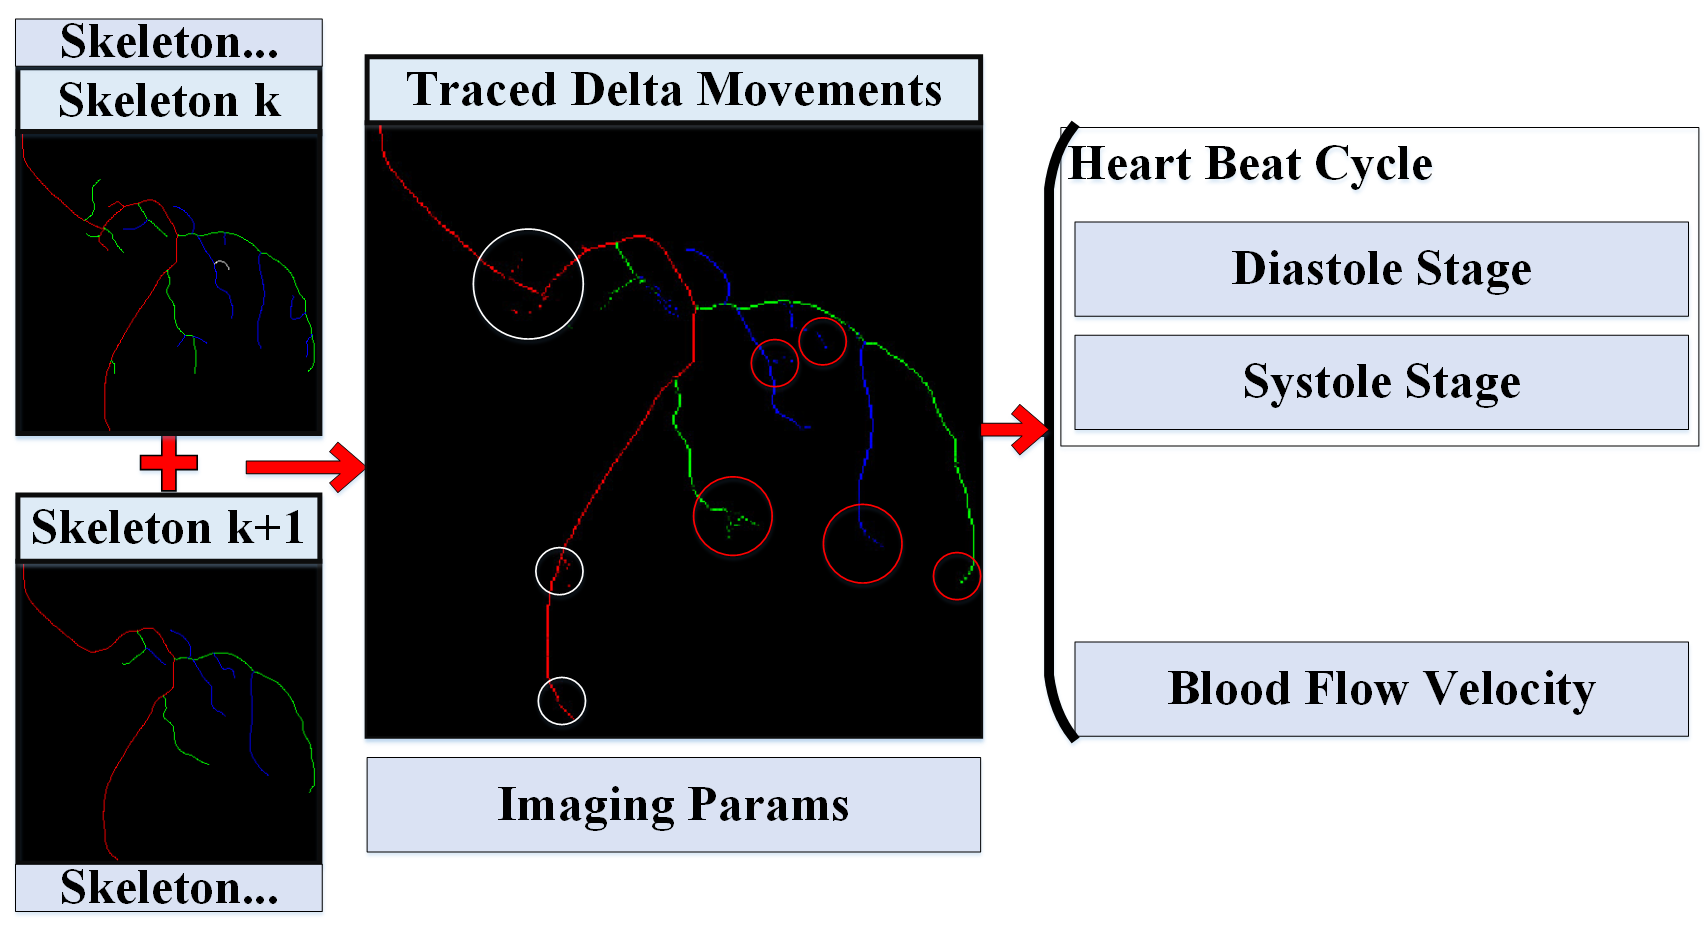 Skeleton...
Skeleton k
Skeleton k+1
Skeleton...
Traced Delta Movements
Imaging Params
Heart Beat Cycle
Diastole Stage
Systole Stage
Blood Flow Velocity